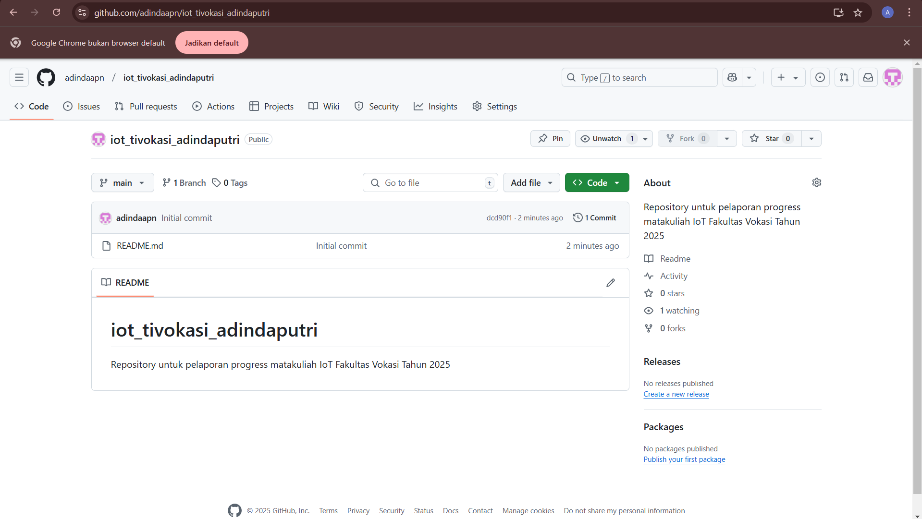 github.com/adindaapn/iot_tivokasi_adindaputri
A
Google Chrome bukan browser default
Jadikan default
adindaapn / iot_tivokasi_adindaputri
Type / to search
Code
Issues
Pull requests
Actions
Projects
Wiki
Security
Insights
Settings
iot_tivokasi_adindaputri Public
Pin
Unwatch 1
Fork 0
Star 0
main
1 Branch
0 Tags
Go to file
t
Add file
Code
adindaapn Initial commit
dcd90f1 · 2 minutes ago
1 Commit
README.md
Initial commit
2 minutes ago
README
iot_tivokasi_adindaputri
Repository untuk pelaporan progress matakuliah IoT Fakultas Vokasi Tahun 2025
About
Repository untuk pelaporan progress
matakuliah IoT Fakultas Vokasi Tahun
2025
Readme
Activity
0 stars
1 watching
0 forks
Releases
No releases published
Create a new release
Packages
No packages published
Publish your first package
© 2025 GitHub, Inc. Terms Privacy Security Status Docs Contact Manage cookies Do not share my personal information